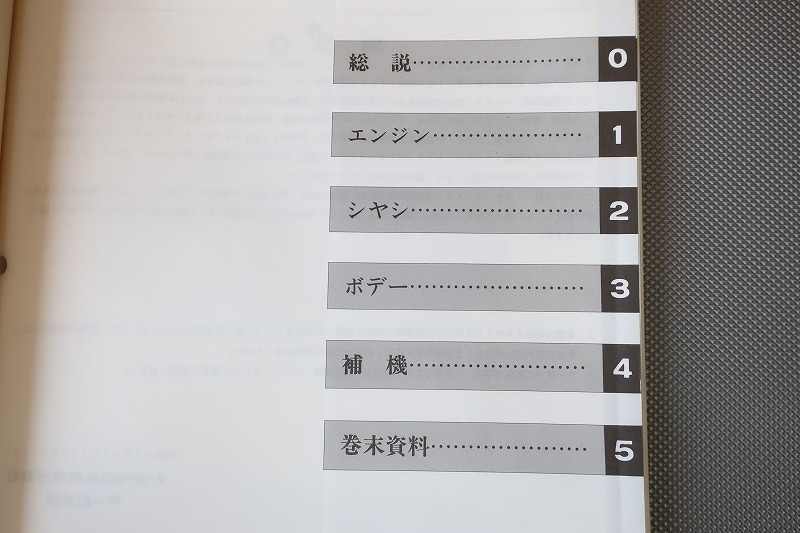 総 説……………………… 0
エンジン…………………… 1
シヤシ……………………… 2
ボデー……………………… 3
補 機……………………… 4
巻末資料…………………… 5